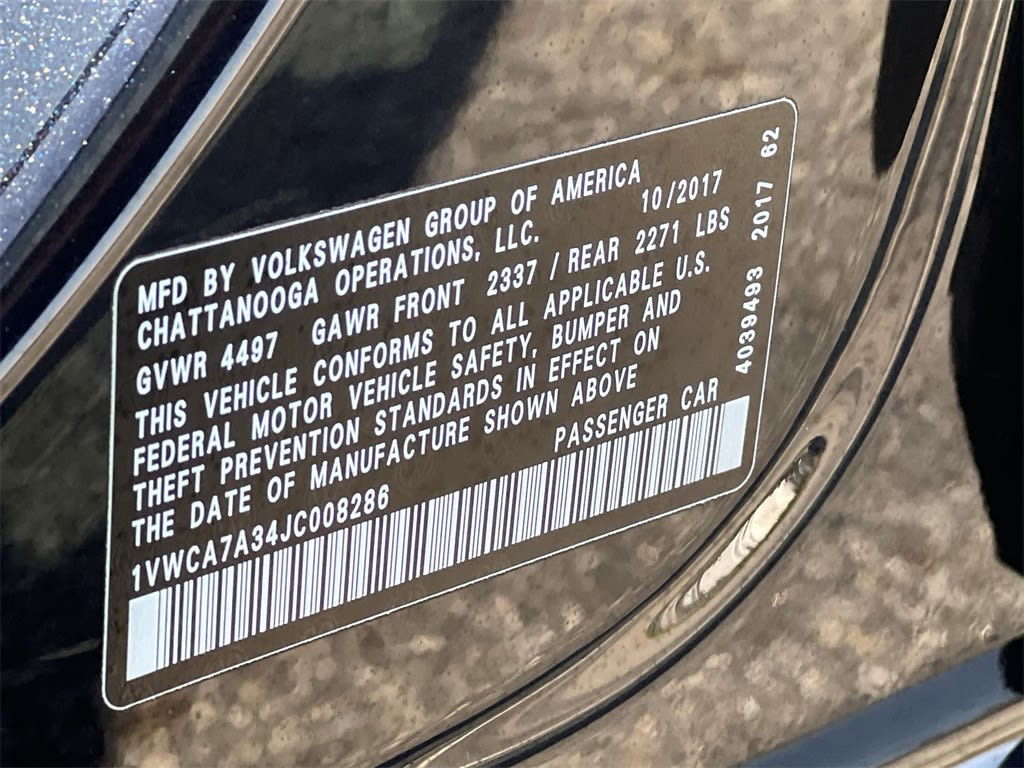 MFD BY VOLKSWAGEN GROUP OF AMERICA
CHATTANOOGA OPERATIONS, LLC. 10/2017
GVWR 4497 GAWR FRONT 2337 / REAR 2271 LBS
THIS VEHICLE CONFORMS TO ALL APPLICABLE U.S.
FEDERAL MOTOR VEHICLE SAFETY, BUMPER AND
THEFT PREVENTION STANDARDS IN EFFECT ON
THE DATE OF MANUFACTURE SHOWN ABOVE
PASSENGER CAR
1VWCA7A34JC008286
4039493 2017 62